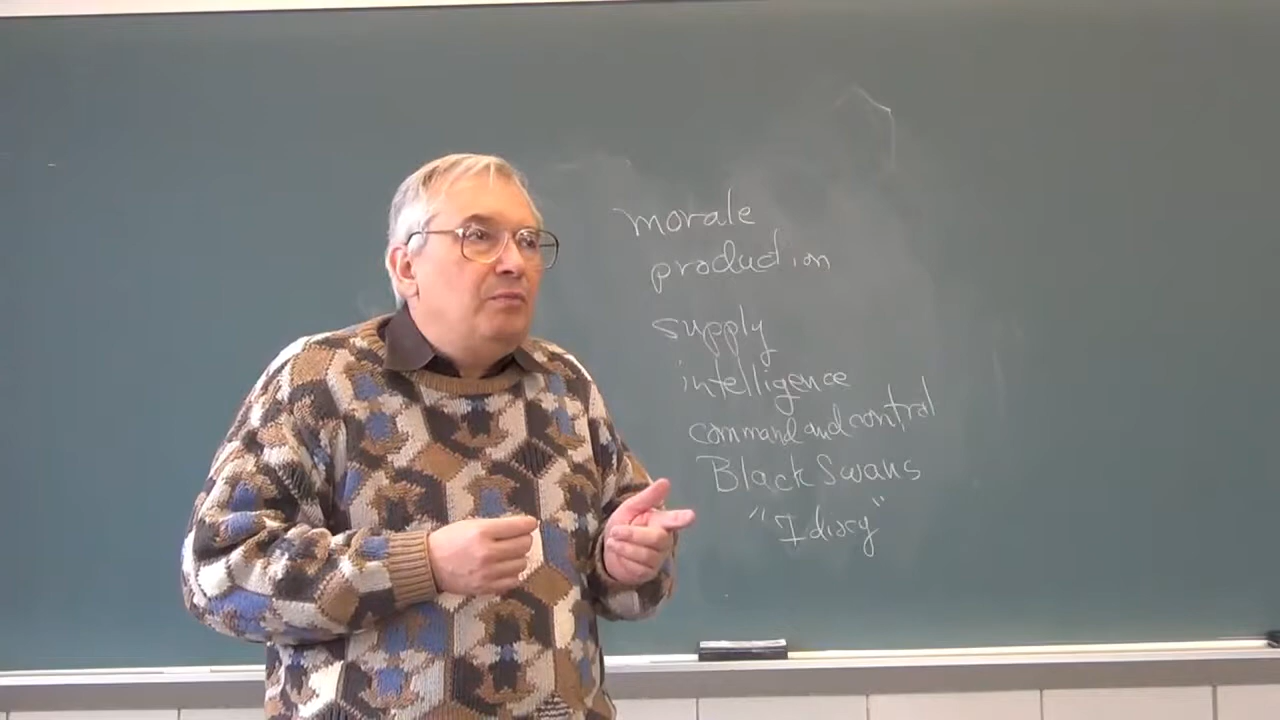 morale
production
supply
intelligence
command and control
Black Swans
"Idiocy"